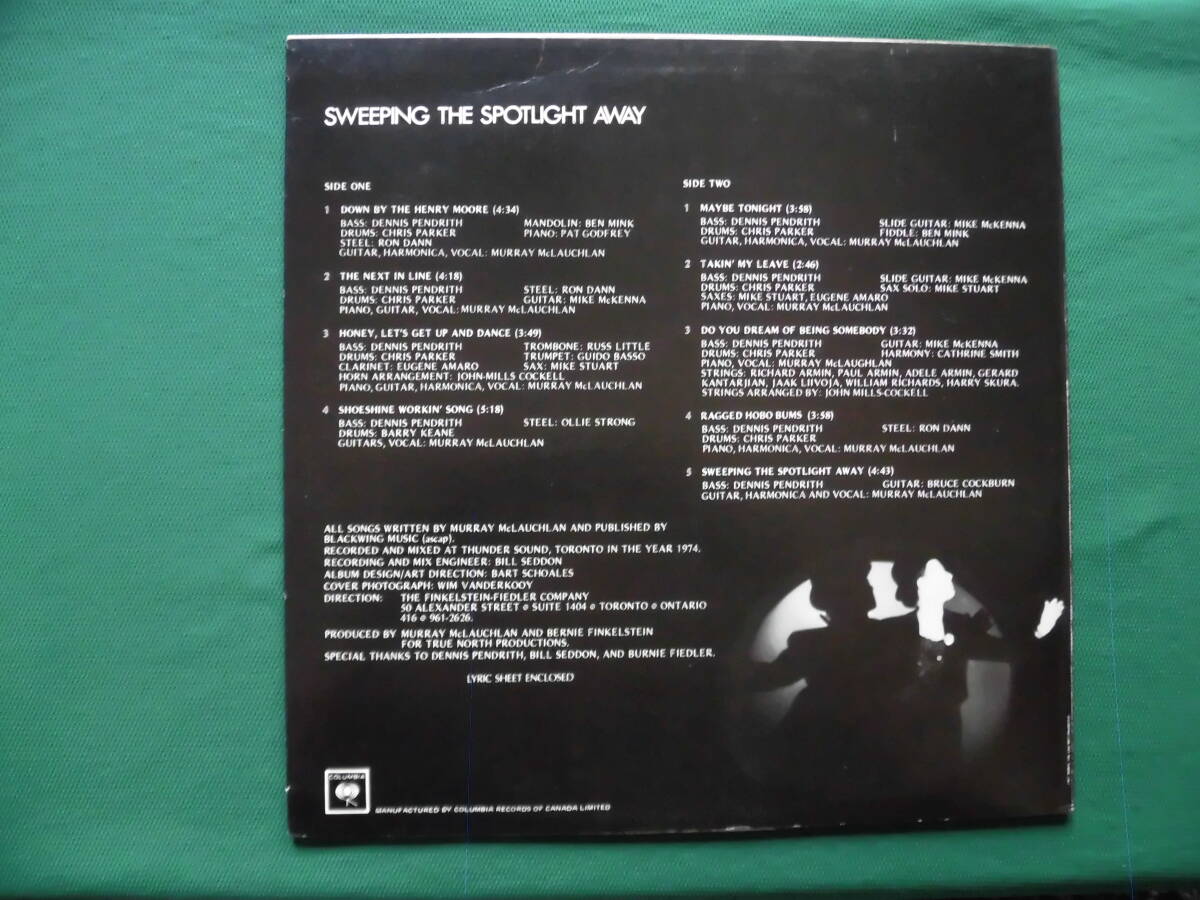 SWEEPING THE SPOTLIGHT AWAY
SIDE ONE
1 DOWN BY THE HENRY MOORE (4:34)
BASS: DENNIS PENDRITH MANDOLIN: BEN MINK
DRUMS: CHRIS PARKER PIANO: PAT GODFREY
STEEL: RON DANN
GUITAR, HARMONICA, VOCAL: MURRAY McLAUCHLAN
2 THE NEXT IN LINE (4:18)
BASS: DENNIS PENDRITH STEEL: RON DANN
DRUMS: CHRIS PARKER GUITAR: MIKE McKENNA
PIANO, GUITAR, VOCAL: MURRAY McLAUCHLAN
3 HONEY, LET'S GET UP AND DANCE (3:49)
BASS: DENNIS PENDRITH TROMBONE: RUSS LITTLE
DRUMS: CHRIS PARKER TRUMPET: GUIDO BASSO
CLARINET: EUGENE AMARO SAX: MIKE STUART
HORN ARRANGEMENT: JOHN-MILLS COCKELL
PIANO, GUITAR, HARMONICA, VOCAL: MURRAY McLAUCHLAN
4 SHOESHINE WORKIN' SONG (5:18)
BASS: DENNIS PENDRITH STEEL: OLLIE STRONG
DRUMS: BARRY KEANE
GUITARS, VOCAL: MURRAY McLAUCHLAN
SIDE TWO
1 MAYBE TONIGHT (3:58)
BASS: DENNIS PENDRITH SLIDE GUITAR: MIKE McKENNA
DRUMS: CHRIS PARKER FIDDLE: BEN MINK
GUITAR, HARMONICA, VOCAL: MURRAY McLAUCHLAN
2 TAKIN' MY LEAVE (2:46)
BASS: DENNIS PENDRITH SLIDE GUITAR: MIKE McKENNA
DRUMS: CHRIS PARKER SAX SOLO: MIKE STUART
SAXES: MIKE STUART, EUGENE AMARO
PIANO, VOCAL: MURRAY McLAUCHLAN
3 DO YOU DREAM OF BEING SOMEBODY (3:32)
BASS: DENNIS PENDRITH GUITAR: MIKE McKENNA
DRUMS: CHRIS PARKER HARMONY: CATHRINE SMITH
PIANO, VOCAL: MURRAY McLAUGHLAN
STRINGS: RICHARD ARMIN, PAUL ARMIN, ADELE ARMIN, GERARD
KANTARJIAN, JAAK LIIVOJA, WILLIAM RICHARDS, HARRY SKURA.
STRINGS ARRANGED BY: JOHN MILLS-COCKELL
4 RAGGED HOBO BUMS (3:58)
BASS: DENNIS PENDRITH STEEL: RON DANN
DRUMS: CHRIS PARKER
PIANO, HARMONICA, VOCAL: MURRAY McLAUCHLAN
5 SWEEPING THE SPOTLIGHT AWAY (4:43)
BASS: DENNIS PENDRITH GUITAR: BRUCE COCKBURN
GUITAR, HARMONICA AND VOCAL: MURRAY McLAUCHLAN
ALL SONGS WRITTEN BY MURRAY McLAUCHLAN AND PUBLISHED BY
BLACKWING MUSIC (ascap).
RECORDED AND MIXED AT THUNDER SOUND, TORONTO IN THE YEAR 1974.
RECORDING AND MIX ENGINEER: BILL SEDDON
ALBUM DESIGN/ART DIRECTION: BART SCHOALES
COVER PHOTOGRAPH: WIM VANDERKOOY
DIRECTION: THE FINKELSTEIN-FIEDLER COMPANY
50 ALEXANDER STREET • SUITE 1404 • TORONTO • ONTARIO
416 • 961-2626.
PRODUCED BY MURRAY McLAUCHLAN AND BERNIE FINKELSTEIN
FOR TRUE NORTH PRODUCTIONS.
SPECIAL THANKS TO DENNIS PENDRITH, BILL SEDDON, AND BURNIE FIEDLER.
LYRIC SHEET ENCLOSED
COLUMBIA
MANUFACTURED BY COLUMBIA RECORDS OF CANADA LIMITED